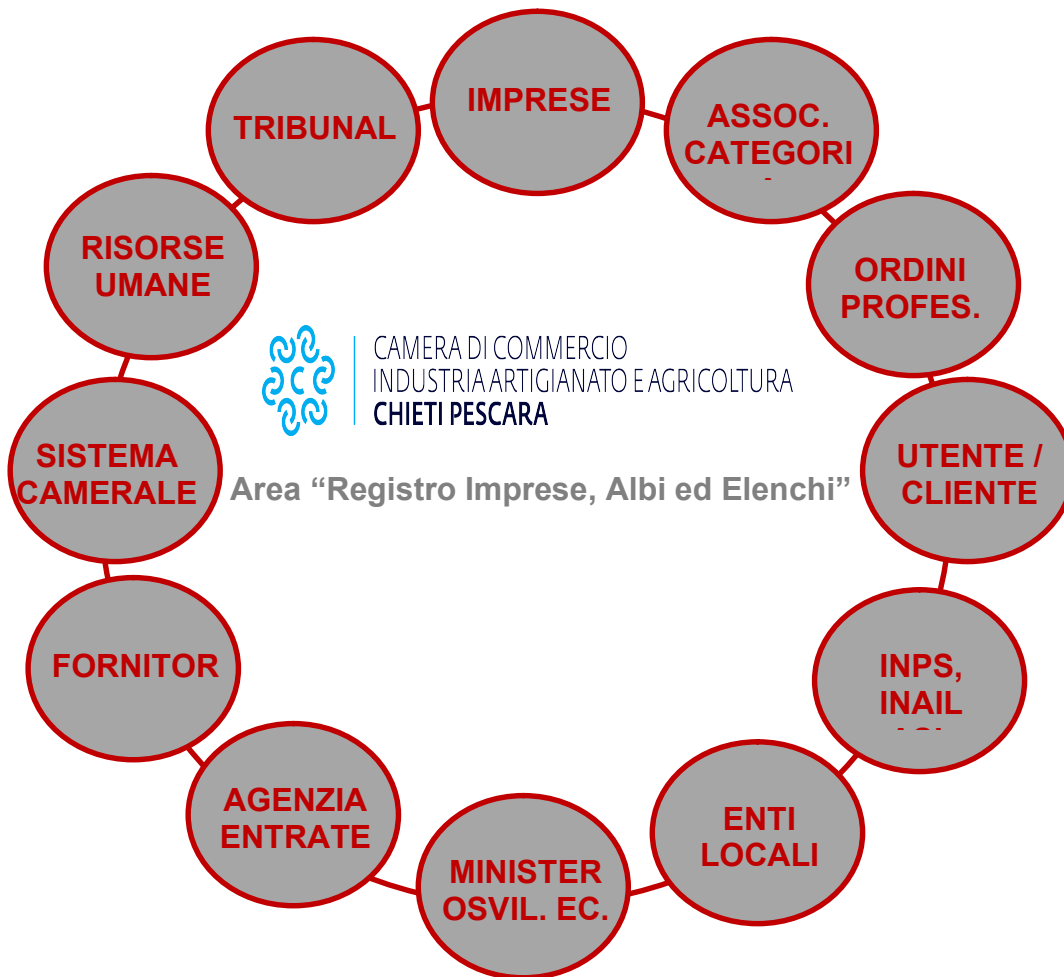 IMPRESE
ASSOC.
CATEGORI
ORDINI
PROFES.
UTENTE /
CLIENTE
INPS,
INAIL
ENTI
LOCALI
MINISTER
OSVIL. EC.
AGENZIA
ENTRATE
FORNITOR
SISTEMA
CAMERALE
RISORSE
UMANE
TRIBUNAL
CAMERA DI COMMERCIO
INDUSTRIA ARTIGIANATO E AGRICOLTURA
CHIETI PESCARA
Area “Registro Imprese, Albi ed Elenchi”